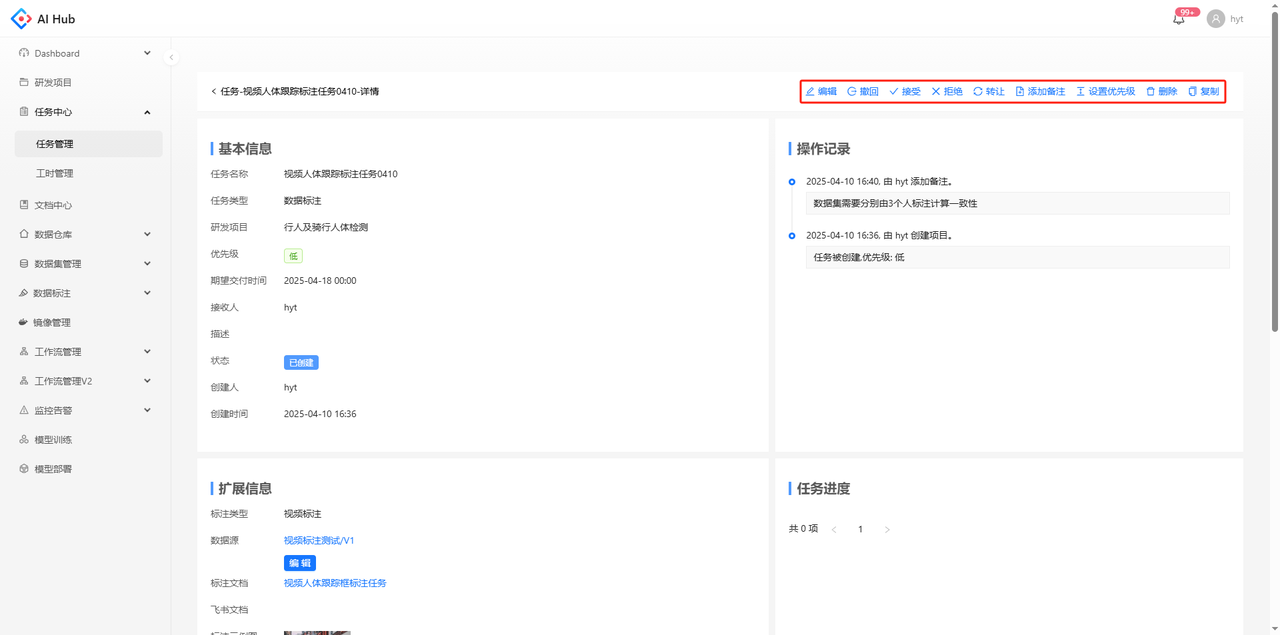 AI Hub
99+
hyt
Dashboard
研发项目
任务中心
任务管理
工时管理
文档中心
数据仓库
数据集管理
数据标注
镜像管理
工作流管理
工作流管理V2
监控告警
模型训练
模型部署
任务-视频人体跟踪标注任务0410-详情
编辑 撤回 接受 拒绝 转让 添加备注 设置优先级 删除 复制
基本信息
任务名称 视频人体跟踪标注任务0410
任务类型 数据标注
研发项目 行人及骑行人体检测
优先级 低
期望交付时间 2025-04-18 00:00
接收人 hyt
描述
状态 已创建
创建人 hyt
创建时间 2025-04-10 16:36
操作记录
2025-04-10 16:40, 由 hyt 添加备注。
数据集需要分别由3个人标注计算一致性
2025-04-10 16:36, 由 hyt 创建项目。
任务被创建,优先级: 低
扩展信息
标注类型 视频标注
数据源 视频标注测试/V1
编 辑
标注文档 视频人体跟踪框标注任务
飞书文档
任务进度
共 0 项 1